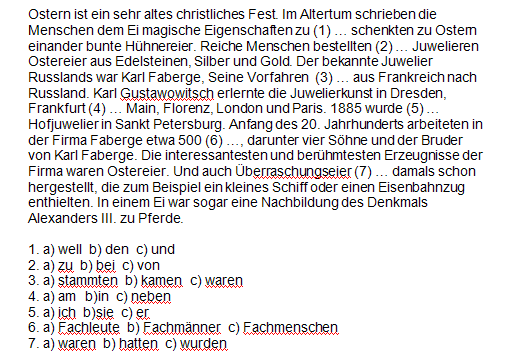 Ostern ist ein sehr altes christliches Fest. Im Altertum schrieben die
Menschen dem Ei magische Eigenschaften zu (1) ... schenkten zu Ostern
einander bunte Hühnereier. Reiche Menschen bestellten (2) ... Juwelieren
Ostereier aus Edelsteinen, Silber und Gold. Der bekannte Juwelier
Russlands war Karl Faberge, Seine Vorfahren (3) ... aus Frankreich nach
Russland. Karl Gustawowitsch erlernte die Juwelierkunst in Dresden,
Frankfurt (4) ... Main, Florenz, London und Paris. 1885 wurde (5) ...
Hofjuwelier in Sankt Petersburg. Anfang des 20. Jahrhunderts arbeiteten in
der Firma Faberge etwa 500 (6) ..., darunter vier Söhne und der Bruder
von Karl Faberge. Die interessantesten und berühmtesten Erzeugnisse der
Firma waren Ostereier. Und auch Überraschungseier (7) ... damals schon
hergestellt, die zum Beispiel ein kleines Schiff oder einen Eisenbahnzug
enthielten. In einem Ei war sogar eine Nachbildung des Denkmals
Alexanders III. zu Pferde.
1. a) well b) den c) und
2. a) zu b) bei c) von
3. a) stammten b) kamen c) waren
4. a) am b)in c) neben
5. a) ich b)sie c) er
6. a) Fachleute b) Fachmänner c) Fachmenschen
7. a) waren b) hatten c) wurden